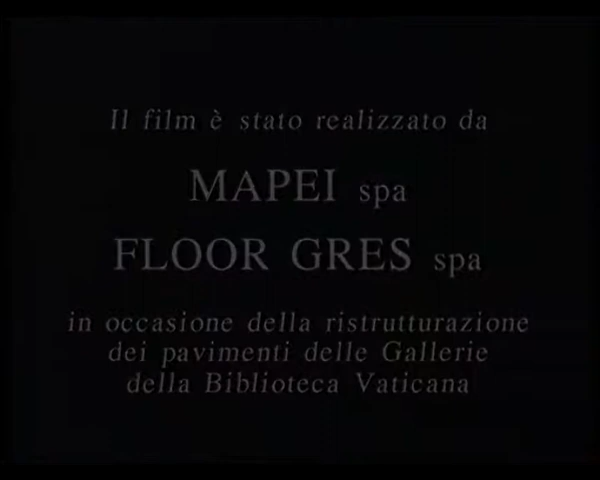 Il film è stato realizzato da
MAPEI spa
FLOOR GRES spa
in occasione della ristrutturazione
dei pavimenti delle Gallerie
della Biblioteca Vaticana